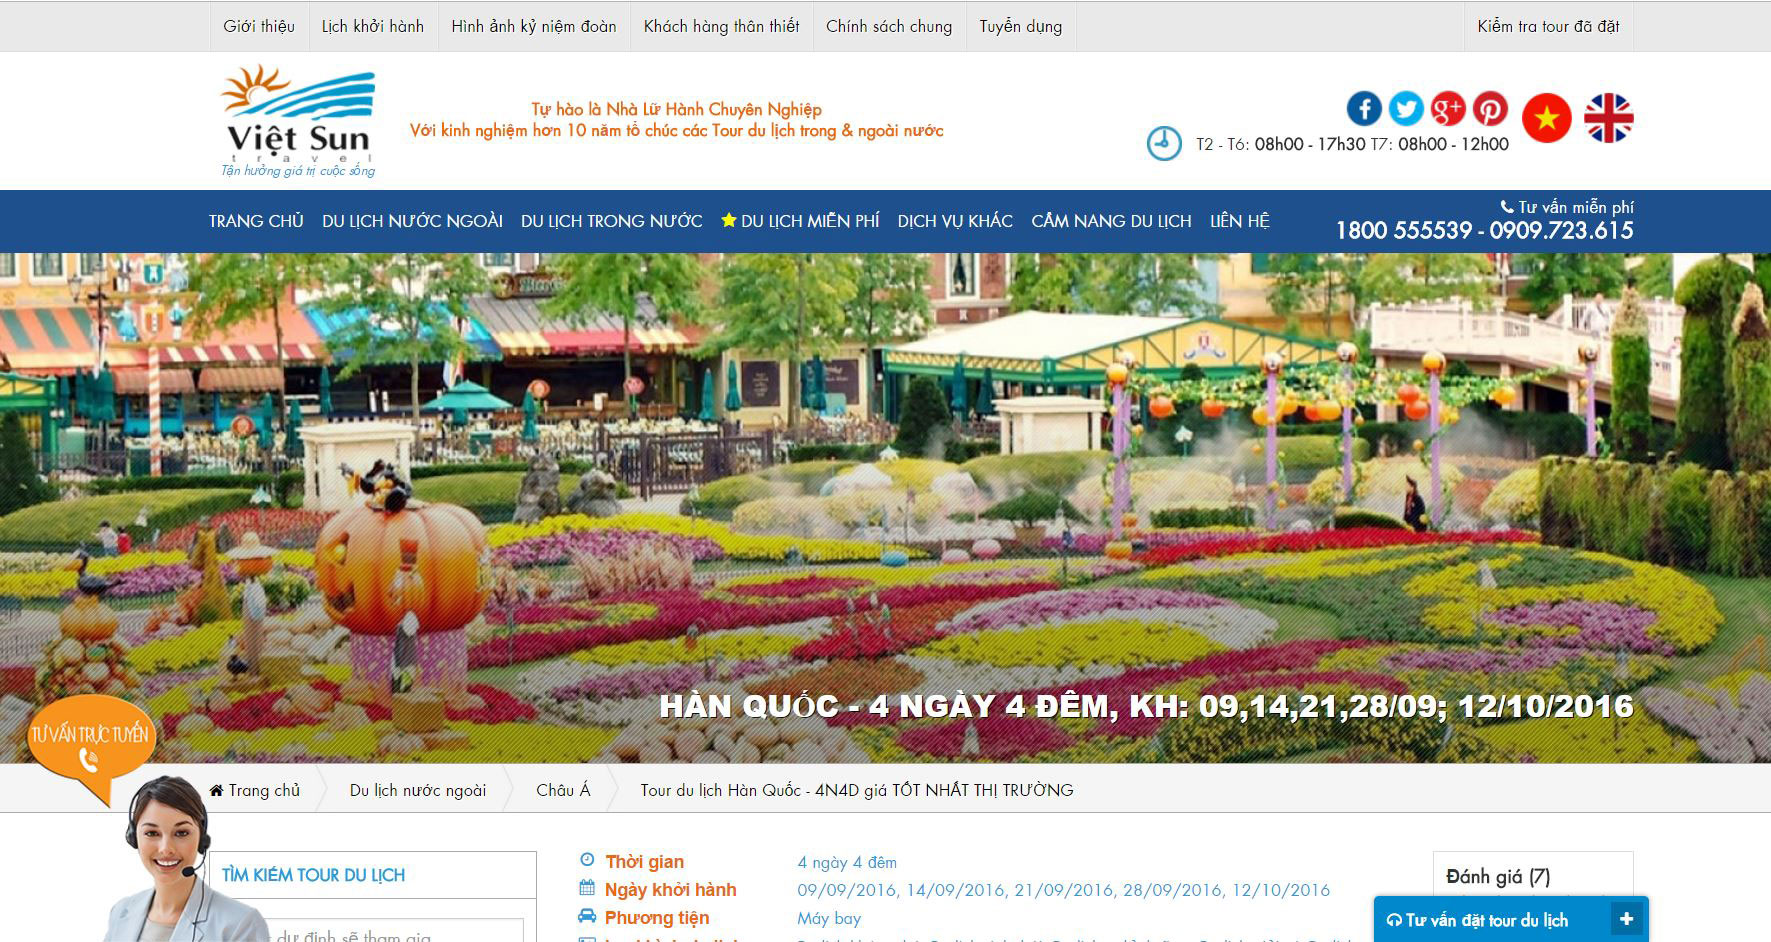 Giới thiệu
Lịch khởi hành
Hình ảnh kỷ niệm đoàn
Khách hàng thân thiết
Chính sách chung
Tuyển dụng
Kiểm tra tour đã đặt
Việt Sun
travel
Tận hưởng giá trị cuộc sống
Tự hào là Nhà Lữ Hành Chuyên Nghiệp
Với kinh nghiệm hơn 10 năm tổ chúc các Tour du lịch trong & ngoài nước
T2 - T6: 08h00 - 17h30 T7: 08h00 - 12h00
TRANG CHỦ
DU LỊCH NƯỚC NGOÀI
DU LỊCH TRONG NƯỚC
DU LỊCH MIỄN PHÍ
DỊCH VỤ KHÁC
CẨM NANG DU LỊCH
LIÊN HỆ
Tư vấn miễn phí
1800 555539 - 0909.723.615
HÀN QUỐC - 4 NGÀY 4 ĐÊM, KH: 09,14,21,28/09; 12/10/2016
TƯ VẤN TRỰC TUYẾN
Trang chủ
Du lịch nước ngoài
Châu Á
Tour du lịch Hàn Quốc - 4N4D giá TỐT NHẤT THỊ TRƯỜNG
TÌM KIẾM TOUR DU LỊCH
dự định sẽ tham gia
Thời gian
4 ngày 4 đêm
Ngày khởi hành
09/09/2016, 14/09/2016, 21/09/2016, 28/09/2016, 12/10/2016
Phương tiện
Máy bay
Đánh giá (7)
Tư vấn đặt tour du lịch